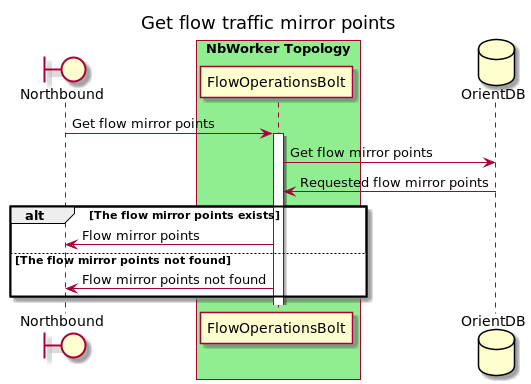 Get flow traffic mirror points
NbWorker Topology
Northbound
FlowOperationsBolt
OrientDB
Get flow mirror points
Get flow mirror points
Requested flow mirror points
alt [The flow mirror points exists]
Flow mirror points
[The flow mirror points not found]
Flow mirror points not found
Northbound
FlowOperationsBolt
OrientDB